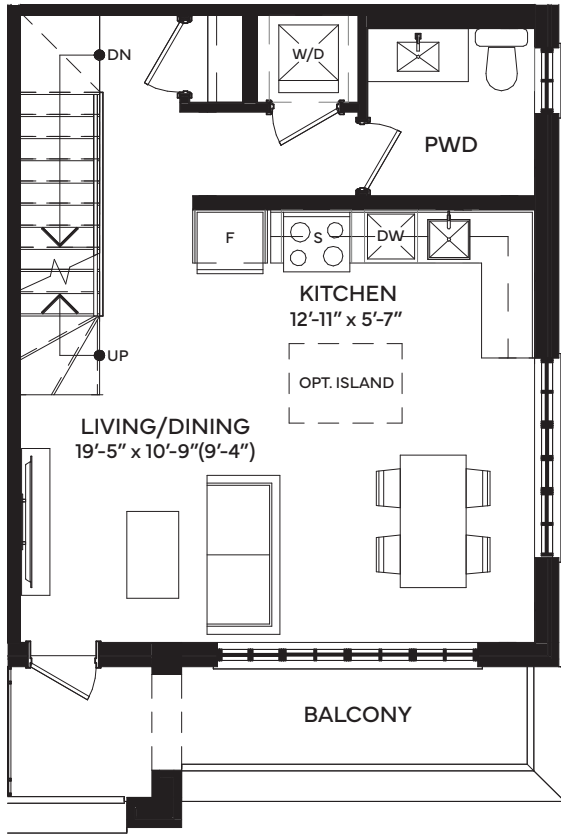 DN
W/D
PWD
F
S
DW
KITCHEN
12'-11" x 5'-7"
UP
OPT. ISLAND
LIVING/DINING
19'-5" x 10'-9"(9'-4")
BALCONY